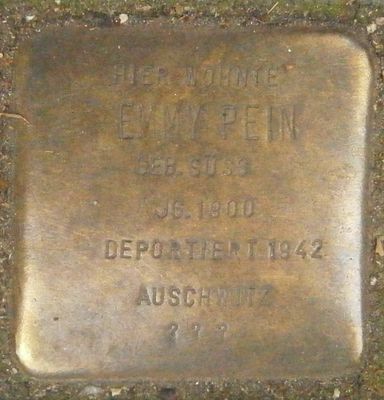 HIER WOHNTE
EMMY PEIN
GEB. SÜSS
JG. 1900
DEPORTIERT 1942
AUSCHWITZ
? ? ?